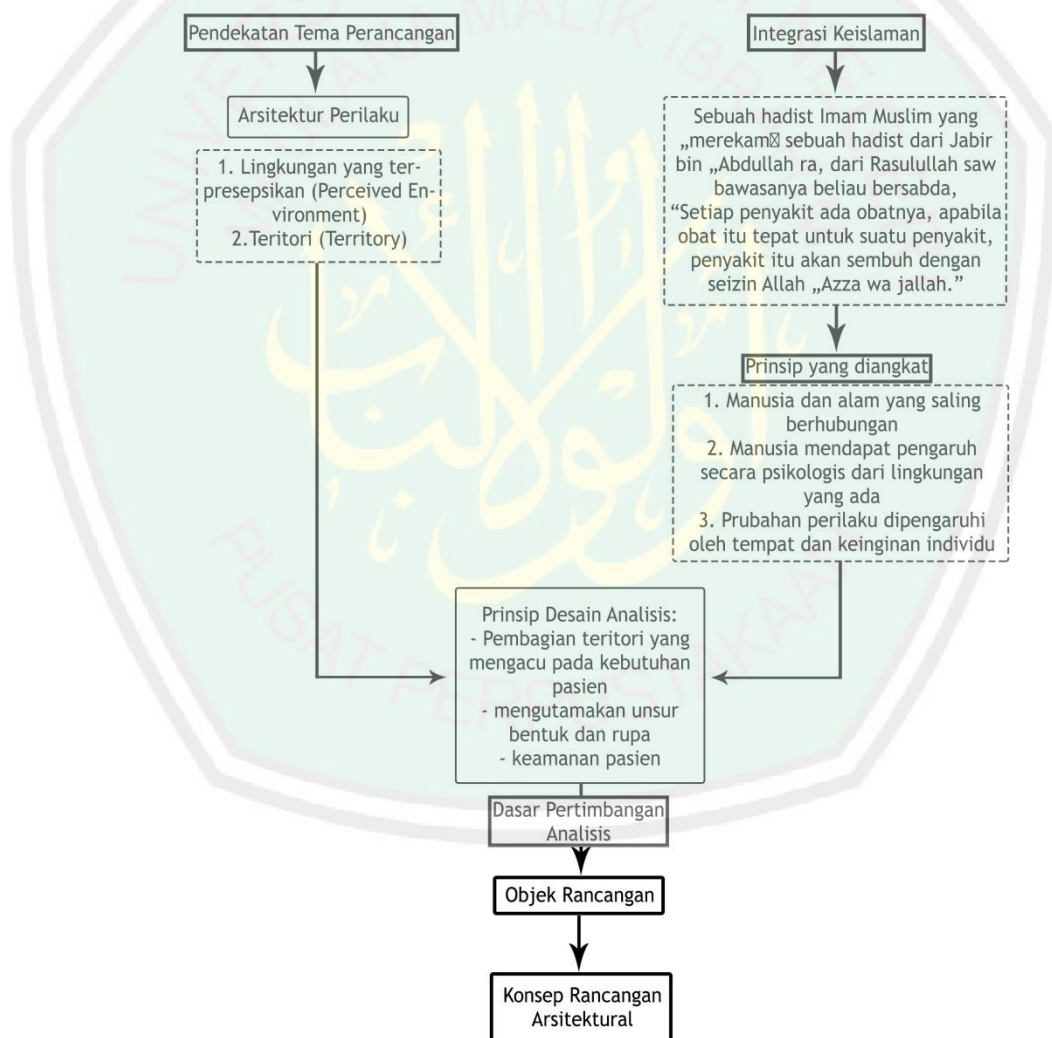 Pendekatan Tema Perancangan
Arsitektur Perilaku
1. Lingkungan yang ter-
presepsikan (Perceived En-
vironment)
2.Teritori (Territory)
Integrasi Keislaman
Sebuah hadist Imam Muslim yang
„merekam sebuah hadist dari Jabir
bin „Abdullah ra, dari Rasulullah saw
bawasanya beliau bersabda,
“Setiap penyakit ada obatnya, apabila
obat itu tepat untuk suatu penyakit,
penyakit itu akan sembuh dengan
seizin Allah „Azza wa jallah.”
Prinsip yang diangkat
1. Manusia dan alam yang saling
berhubungan
2. Manusia mendapat pengaruh
secara psikologis dari lingkungan
yang ada
3. Prubahan perilaku dipengaruhi
oleh tempat dan keinginan individu
Prinsip Desain Analisis:
- Pembagian teritori yang
mengacu pada kebutuhan
pasien
- mengutamakan unsur
bentuk dan rupa
- keamanan pasien
Dasar Pertimbangan
Analisis
Objek Rancangan
Konsep Rancangan
Arsitektural
PUSAT PERPUSTAKAAN